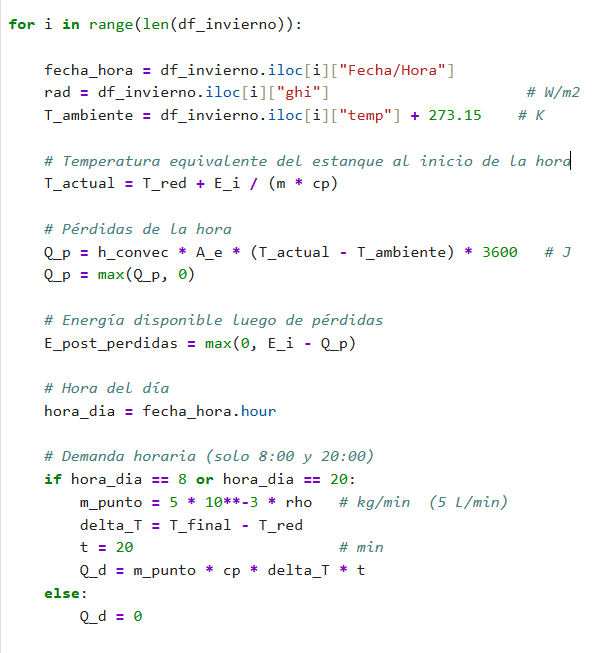 for i in range(len(df_invierno)):
fecha_hora = df_invierno.iloc[i]["Fecha/Hora"]
rad = df_invierno.iloc[i]["ghi"] # W/m2
T_ambiente = df_invierno.iloc[i]["temp"] + 273.15 # K
# Temperatura equivalente del estanque al inicio de la hora
T_actual = T_red + E_i / (m * cp)
# Pérdidas de la hora
Q_p = h_convec * A_e * (T_actual - T_ambiente) * 3600 # J
Q_p = max(Q_p, 0)
# Energía disponible luego de pérdidas
E_post_perdidas = max(0, E_i - Q_p)
# Hora del día
hora_dia = fecha_hora.hour
# Demanda horaria (solo 8:00 y 20:00)
if hora_dia == 8 or hora_dia == 20:
m_punto = 5 * 10**-3 * rho # kg/min (5 L/min)
delta_T = T_final - T_red
t = 20 # min
Q_d = m_punto * cp * delta_T * t
else:
Q_d = 0